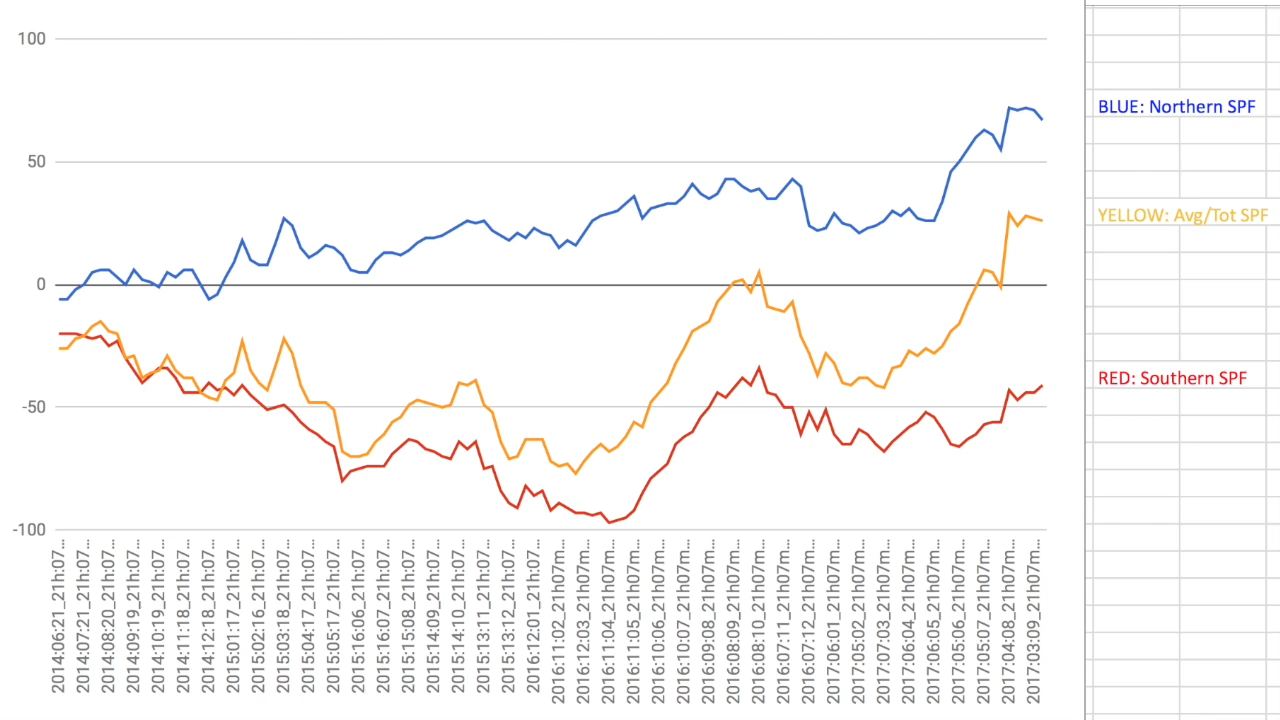 100
50
0
-50
-100
2014:06:21_21h:07...
2014:07:21_21h:07...
2014:08:20_21h:07...
2014:09:19_21h:07...
2014:10:19_21h:07...
2014:11:18_21h:07...
2014:12:18_21h:07...
2015:01:17_21h:07...
2015:02:16_21h:07...
2015:03:18_21h:07...
2015:04:17_21h:07...
2015:05:17_21h:07...
2015:16:06_21h:07...
2015:16:07_21h:07...
2015:15:08_21h:07...
2015:14:09_21h:07...
2015:14:10_21h:07...
2015:13:11_21h:07...
2015:13:12_21h:07...
2016:12:01_21h:07...
2016:11:02_21h07m...
2016:12:03_21h07m...
2016:11:04_21h07m...
2016:11:05_21h07m...
2016:10:06_21h07m...
2016:10:07_21h07m...
2016:09:08_21h07m...
2016:08:09_21h07m...
2016:08:10_21h07m...
2016:07:11_21h07m...
2016:07:12_21h07m...
2017:06:01_21h07m...
2017:05:02_21h07m...
2017:07:03_21h07m...
2017:06:04_21h07m...
2017:06:05_21h07m...
2017:05:06_21h07m...
2017:05:07_21h07m...
2017:04:08_21h07m...
2017:03:09_21h07m...
BLUE: Northern SPF
YELLOW: Avg/Tot SPF
RED: Southern SPF